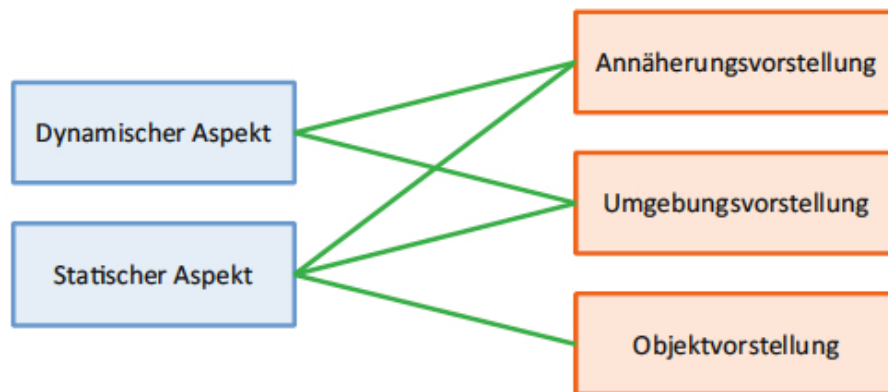 Annäherungsvorstellung
Dynamischer Aspekt
Umgebungsvorstellung
Statischer Aspekt
Objektvorstellung